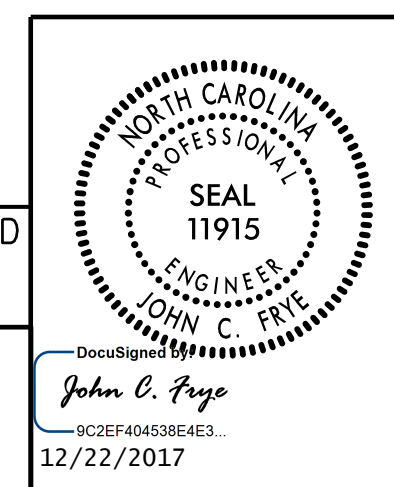 NORTH CAROLINA
PROFESSIONAL
SEAL
11915
ENGINEER
JOHN C. FRYE
D
DocuSigned by:
John C. Frye
9C2EF404538E4E3...
12/22/2017